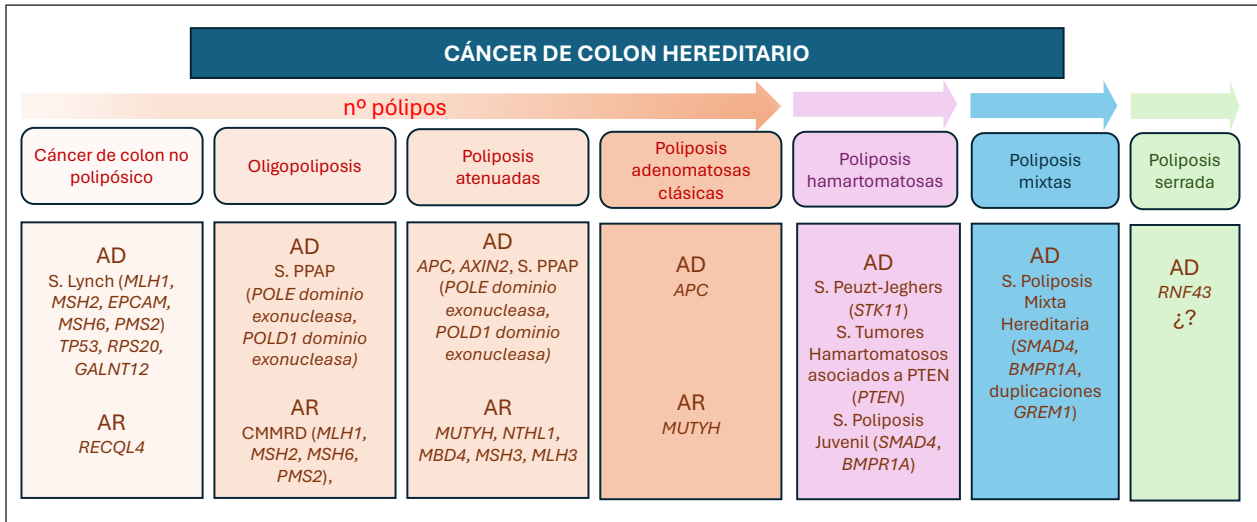 CÁNCER DE COLON HEREDITARIO
nº pólipos
Cáncer de colon no
polipósico
Oligopoliposis
Poliposis
atenuadas
Poliposis
adenomatosas
clásicas
Poliposis
hamartomatosas
Poliposis
mixtas
Poliposis
serrada
AD
S. Lynch (MLH1,
MSH2, EPCAM,
MSH6, PMS2)
TP53, RPS20,
GALNT12
AR
RECQL4
AD
S. PPAP
(POLE dominio
exonucleasa,
POLD1 dominio
exonucleasa)
AR
CMMRD (MLH1,
MSH2, MSH6,
PMS2),
AD
APC, AXIN2, S. PPAP
(POLE dominio
exonucleasa,
POLD1 dominio
exonucleasa)
AR
MUTYH, NTHL1,
MBD4, MSH3, MLH3
AD
APC
AR
MUTYH
AD
S. Peuzt-Jeghers
(STK11)
S. Tumores
Hamartomatosos
asociados a PTEN
(PTEN)
S. Poliposis
Juvenil (SMAD4,
BMPR1A)
AD
S. Poliposis
Mixta
Hereditaria
(SMAD4,
BMPR1A,
duplicaciones
GREM1)
AD
RNF43
¿?